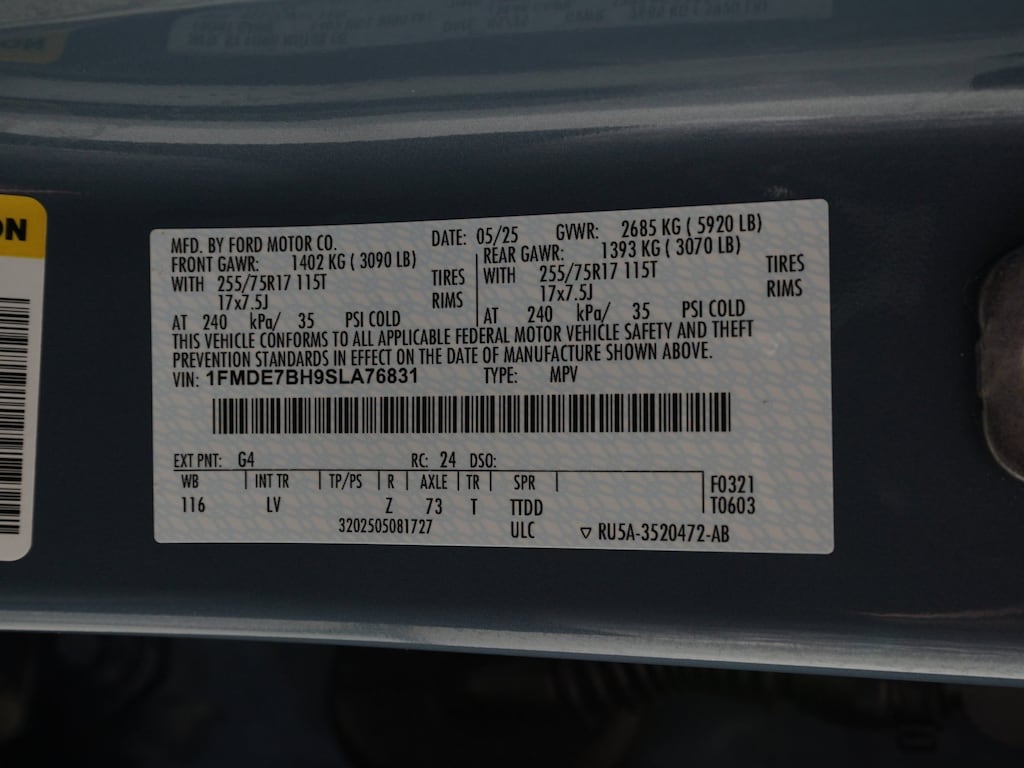 ON
MFD. BY FORD MOTOR CO. DATE: 05/25 GVWR: 2685 KG ( 5920 LB)
FRONT GAWR: 1402 KG ( 3090 LB) REAR GAWR: 1393 KG ( 3070 LB)
WITH 255/75R17 115T TIRES WITH 255/75R17 115T TIRES
17x7.5J RIMS 17x7.5J RIMS
AT 240 kPa/ 35 PSI COLD AT 240 kPa/ 35 PSI COLD
THIS VEHICLE CONFORMS TO ALL APPLICABLE FEDERAL MOTOR VEHICLE SAFETY AND THEFT
PREVENTION STANDARDS IN EFFECT ON THE DATE OF MANUFACTURE SHOWN ABOVE.
VIN: 1FMDE7BH9SLA76831 TYPE: MPV
EXT PNT: G4 RC: 24 DSO:
WB INT TR TP/PS R AXLE TR SPR F0321
116 LV Z 73 T TTDD T0603
3202505081727 ULC ▽ RU5A-3520472-AB